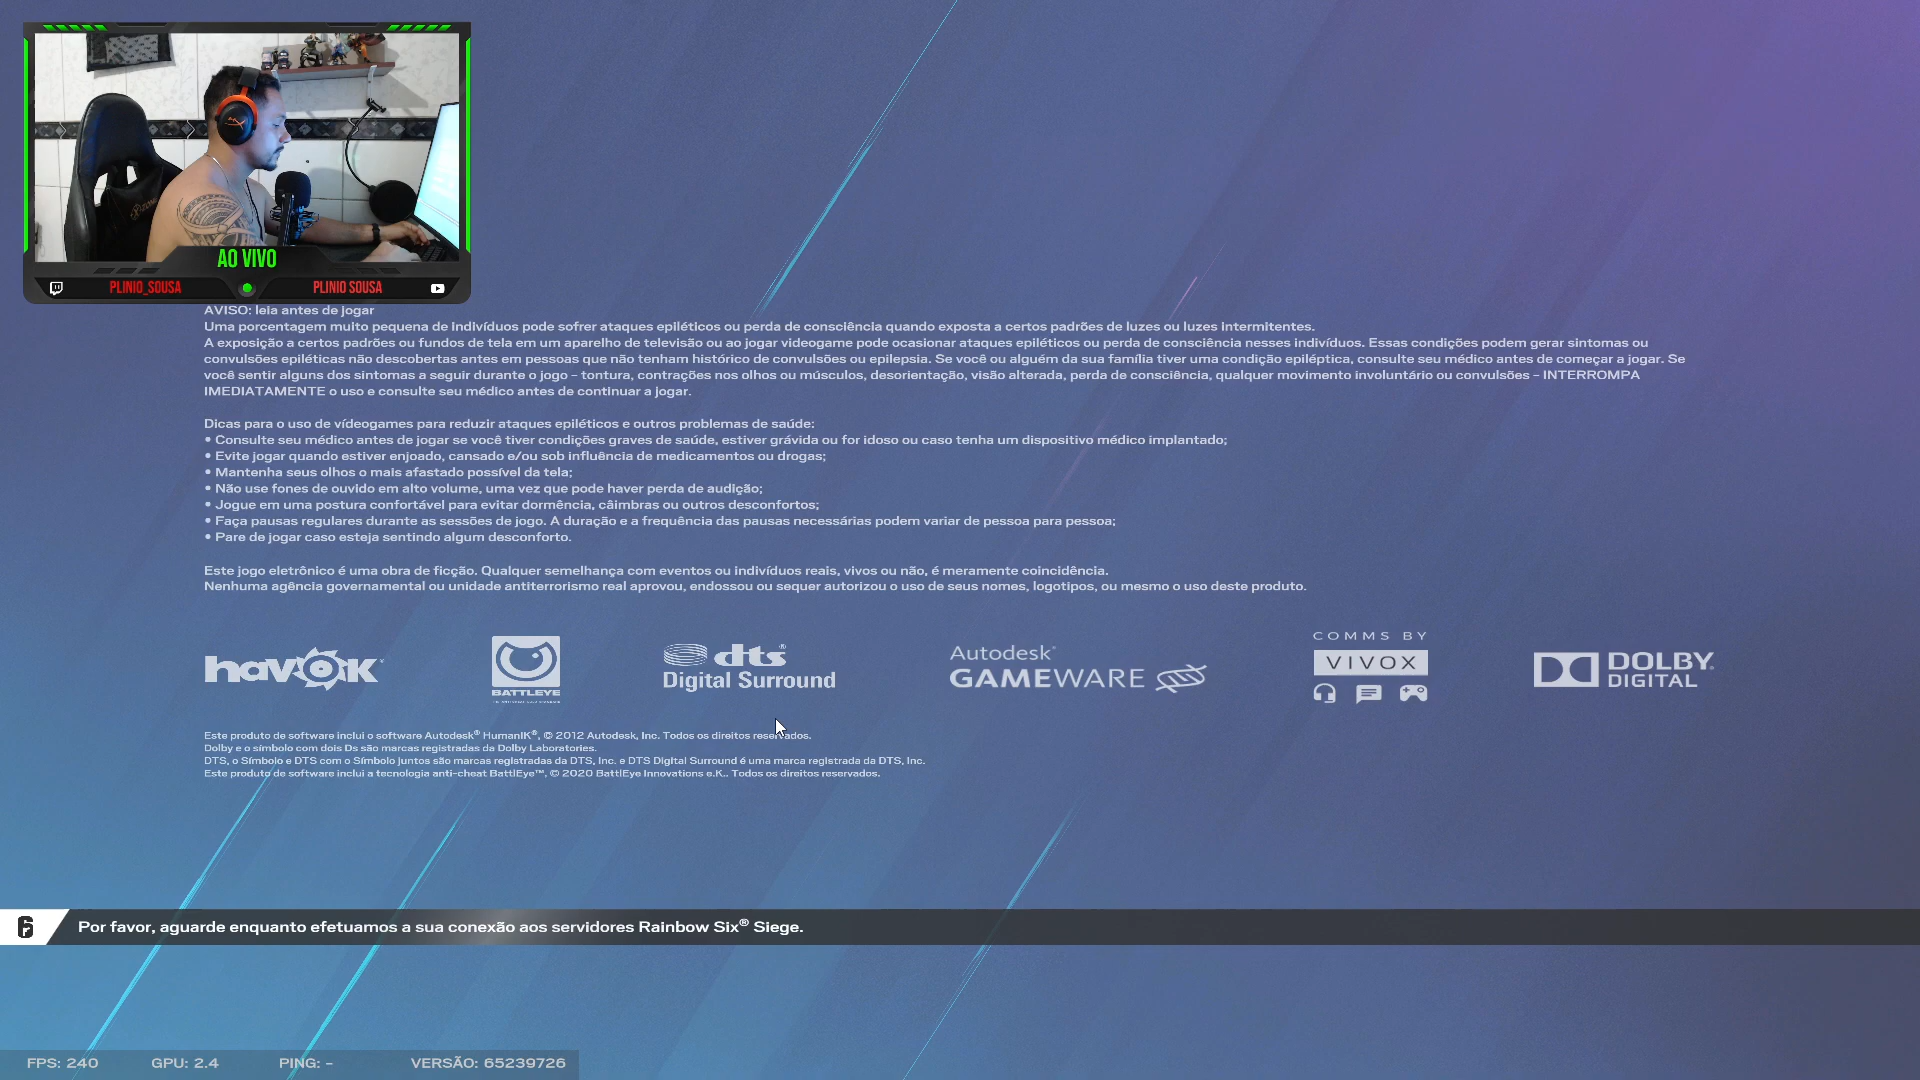 AO VIVO
PLINIO_SOUSA
PLINIO SOUSA
AVISO: leia antes de jogar
Uma porcentagem muito pequena de indivíduos pode sofrer ataques epiléticos ou perda de consciência quando exposta a certos padrões de luzes ou luzes intermitentes.
A exposição a certos padrões ou fundos de tela em um aparelho de televisão ou ao jogar videogame pode ocasionar ataques epiléticos ou perda de consciência nesses indivíduos. Essas condições podem gerar sintomas ou
convulsões epiléticas não descobertas antes em pessoas que não tenham histórico de convulsões ou epilepsia. Se você ou alguém da sua família tiver uma condição epiléptica, consulte seu médico antes de começar a jogar. Se
você sentir alguns dos sintomas a seguir durante o jogo – tontura, contrações nos olhos ou músculos, desorientação, visão alterada, perda de consciência, qualquer movimento involuntário ou convulsões – INTERROMPA
IMEDIATAMENTE o uso e consulte seu médico antes de continuar a jogar.
Dicas para o uso de vídeogames para reduzir ataques epiléticos e outros problemas de saúde:
• Consulte seu médico antes de jogar se você tiver condições graves de saúde, estiver grávida ou for idoso ou caso tenha um dispositivo médico implantado;
• Evite jogar quando estiver enjoado, cansado e/ou sob influência de medicamentos ou drogas;
• Mantenha seus olhos o mais afastado possível da tela;
• Não use fones de ouvido em alto volume, uma vez que pode haver perda de audição;
• Jogue em uma postura confortável para evitar dormência, câimbras ou outros desconfortos;
• Faça pausas regulares durante as sessões de jogo. A duração e a frequência das pausas necessárias podem variar de pessoa para pessoa;
• Pare de jogar caso esteja sentindo algum desconforto.
Este jogo eletrônico é uma obra de ficção. Qualquer semelhança com eventos ou indivíduos reais, vivos ou não, é meramente coincidência.
Nenhuma agência governamental ou unidade antiterrorismo real aprovou, endossou ou sequer autorizou o uso de seus nomes, logotipos, ou mesmo o uso deste produto.
havok
BATTLEYE
dts®
Digital Surround
Autodesk®
GAMEWARE
COMMS BY
VIVOX
DOLBY®
DIGITAL
Este produto de software inclui o software Autodesk® HumanIK®, © 2012 Autodesk, Inc. Todos os direitos reservados.
Dolby e o símbolo com dois Ds são marcas registradas da Dolby Laboratories.
DTS, o Símbolo e DTS com o Símbolo juntos são marcas registradas da DTS, Inc. e DTS Digital Surround é uma marca registrada da DTS, Inc.
Este produto de software inclui a tecnologia anti-cheat BattlEye™, © 2020 BattlEye Innovations e.K.. Todos os direitos reservados.
6 Por favor, aguarde enquanto efetuamos a sua conexão aos servidores Rainbow Six® Siege.
FPS: 240 GPU: 2.4 PING: – VERSÃO: 65239726